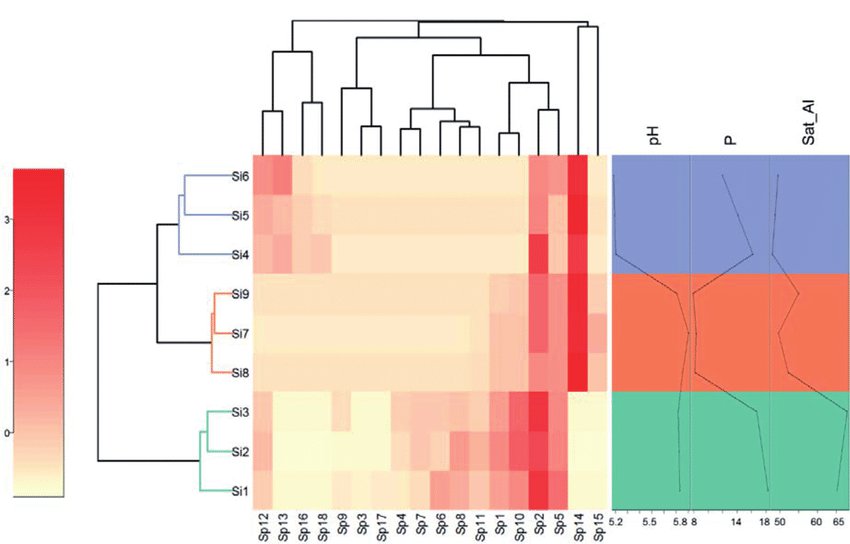 pH
P
Sat_Al
3
2
1
0
Si6
Si5
Si4
Si9
Si7
Si8
Si3
Si2
Si1
Sp12 Sp13 Sp16 Sp18 Sp9 Sp3 Sp17 Sp4 Sp7 Sp6 Sp8 Sp11 Sp1 Sp10 Sp2 Sp5 Sp14 Sp15
5.2 5.5 5.8 8 14 18 50 60 65